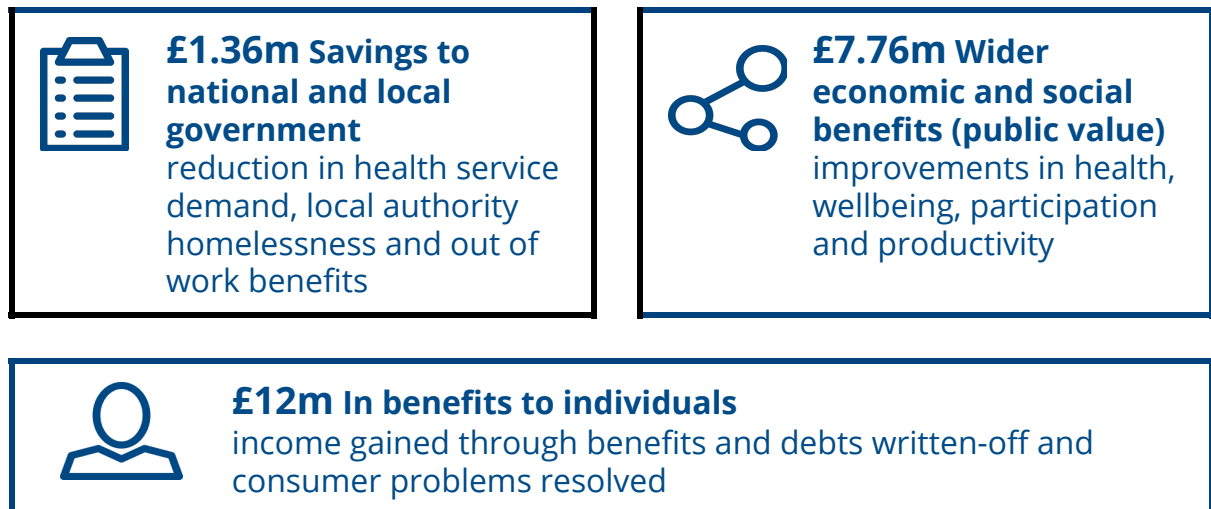 £1.36m Savings to
national and local
government
reduction in health service
demand, local authority
homelessness and out of
work benefits
£7.76m Wider
economic and social
benefits (public value)
improvements in health,
wellbeing, participation
and productivity
£12m In benefits to individuals
income gained through benefits and debts written-off and
consumer problems resolved